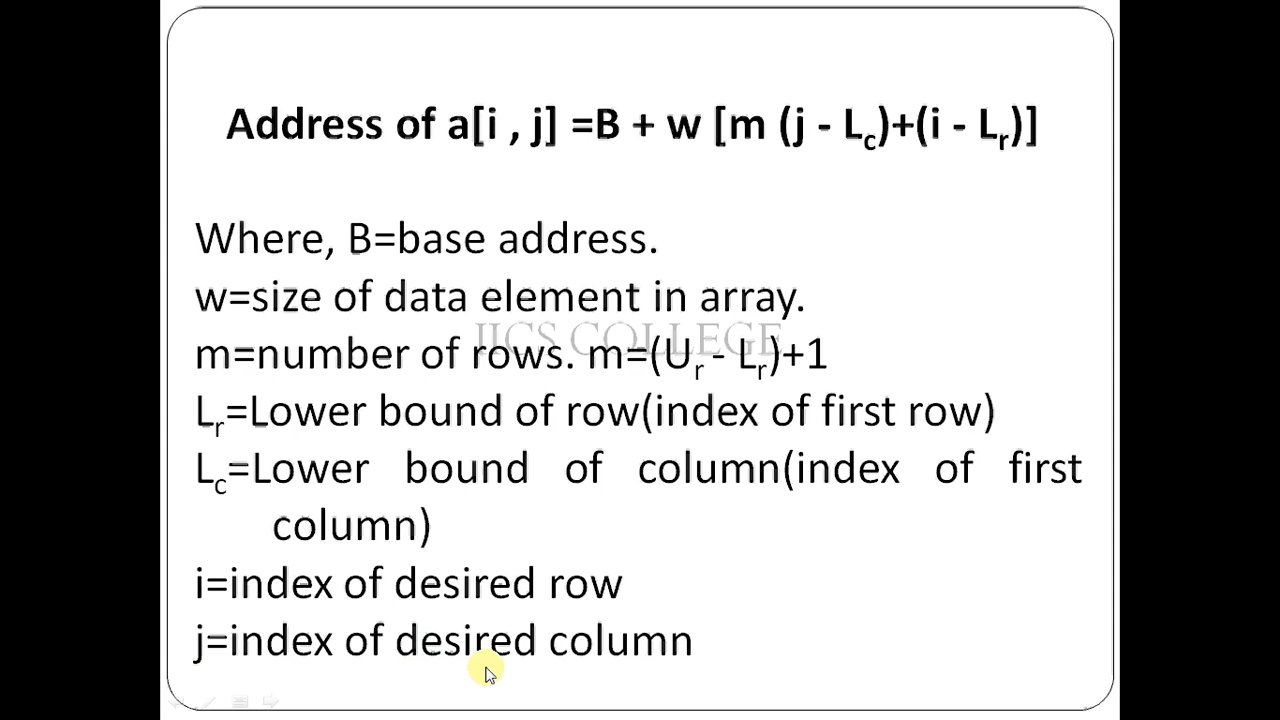 Address of a[i , j] =B + w [m (j - Lc)+(i - Lr)]
Where, B=base address.
w=size of data element in array.
IICS COLLEGE
m=number of rows. m=(Ur - Lr)+1
Lr=Lower bound of row(index of first row)
Lc=Lower bound of column(index of first
column)
i=index of desired row
j=index of desired column